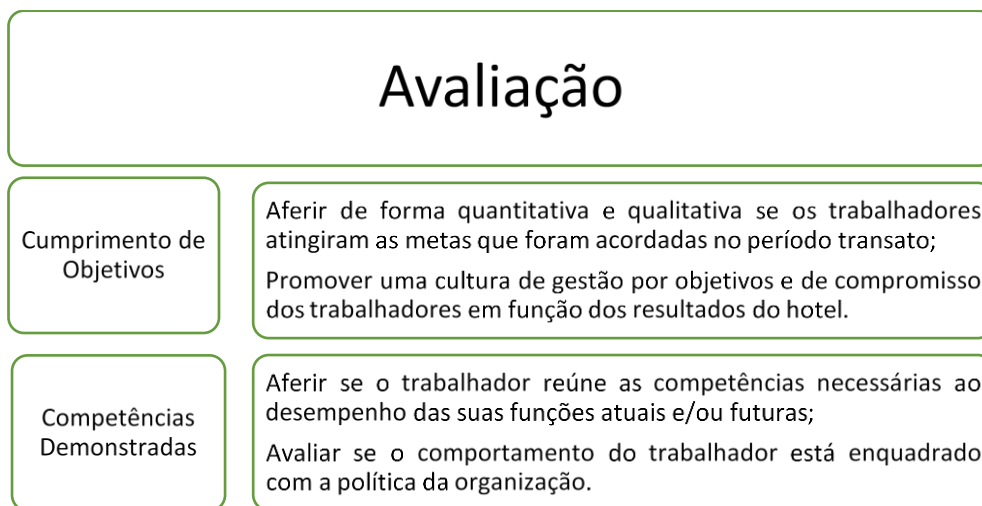 Avaliação
Cumprimento de
Objetivos
Aferir de forma quantitativa e qualitativa se os trabalhadores
atingiram as metas que foram acordadas no período transato;
Promover uma cultura de gestão por objetivos e de compromisso
dos trabalhadores em função dos resultados do hotel.
Competências
Demonstradas
Aferir se o trabalhador reúne as competências necessárias ao
desempenho das suas funções atuais e/ou futuras;
Avaliar se o comportamento do trabalhador está enquadrado
com a política da organização.